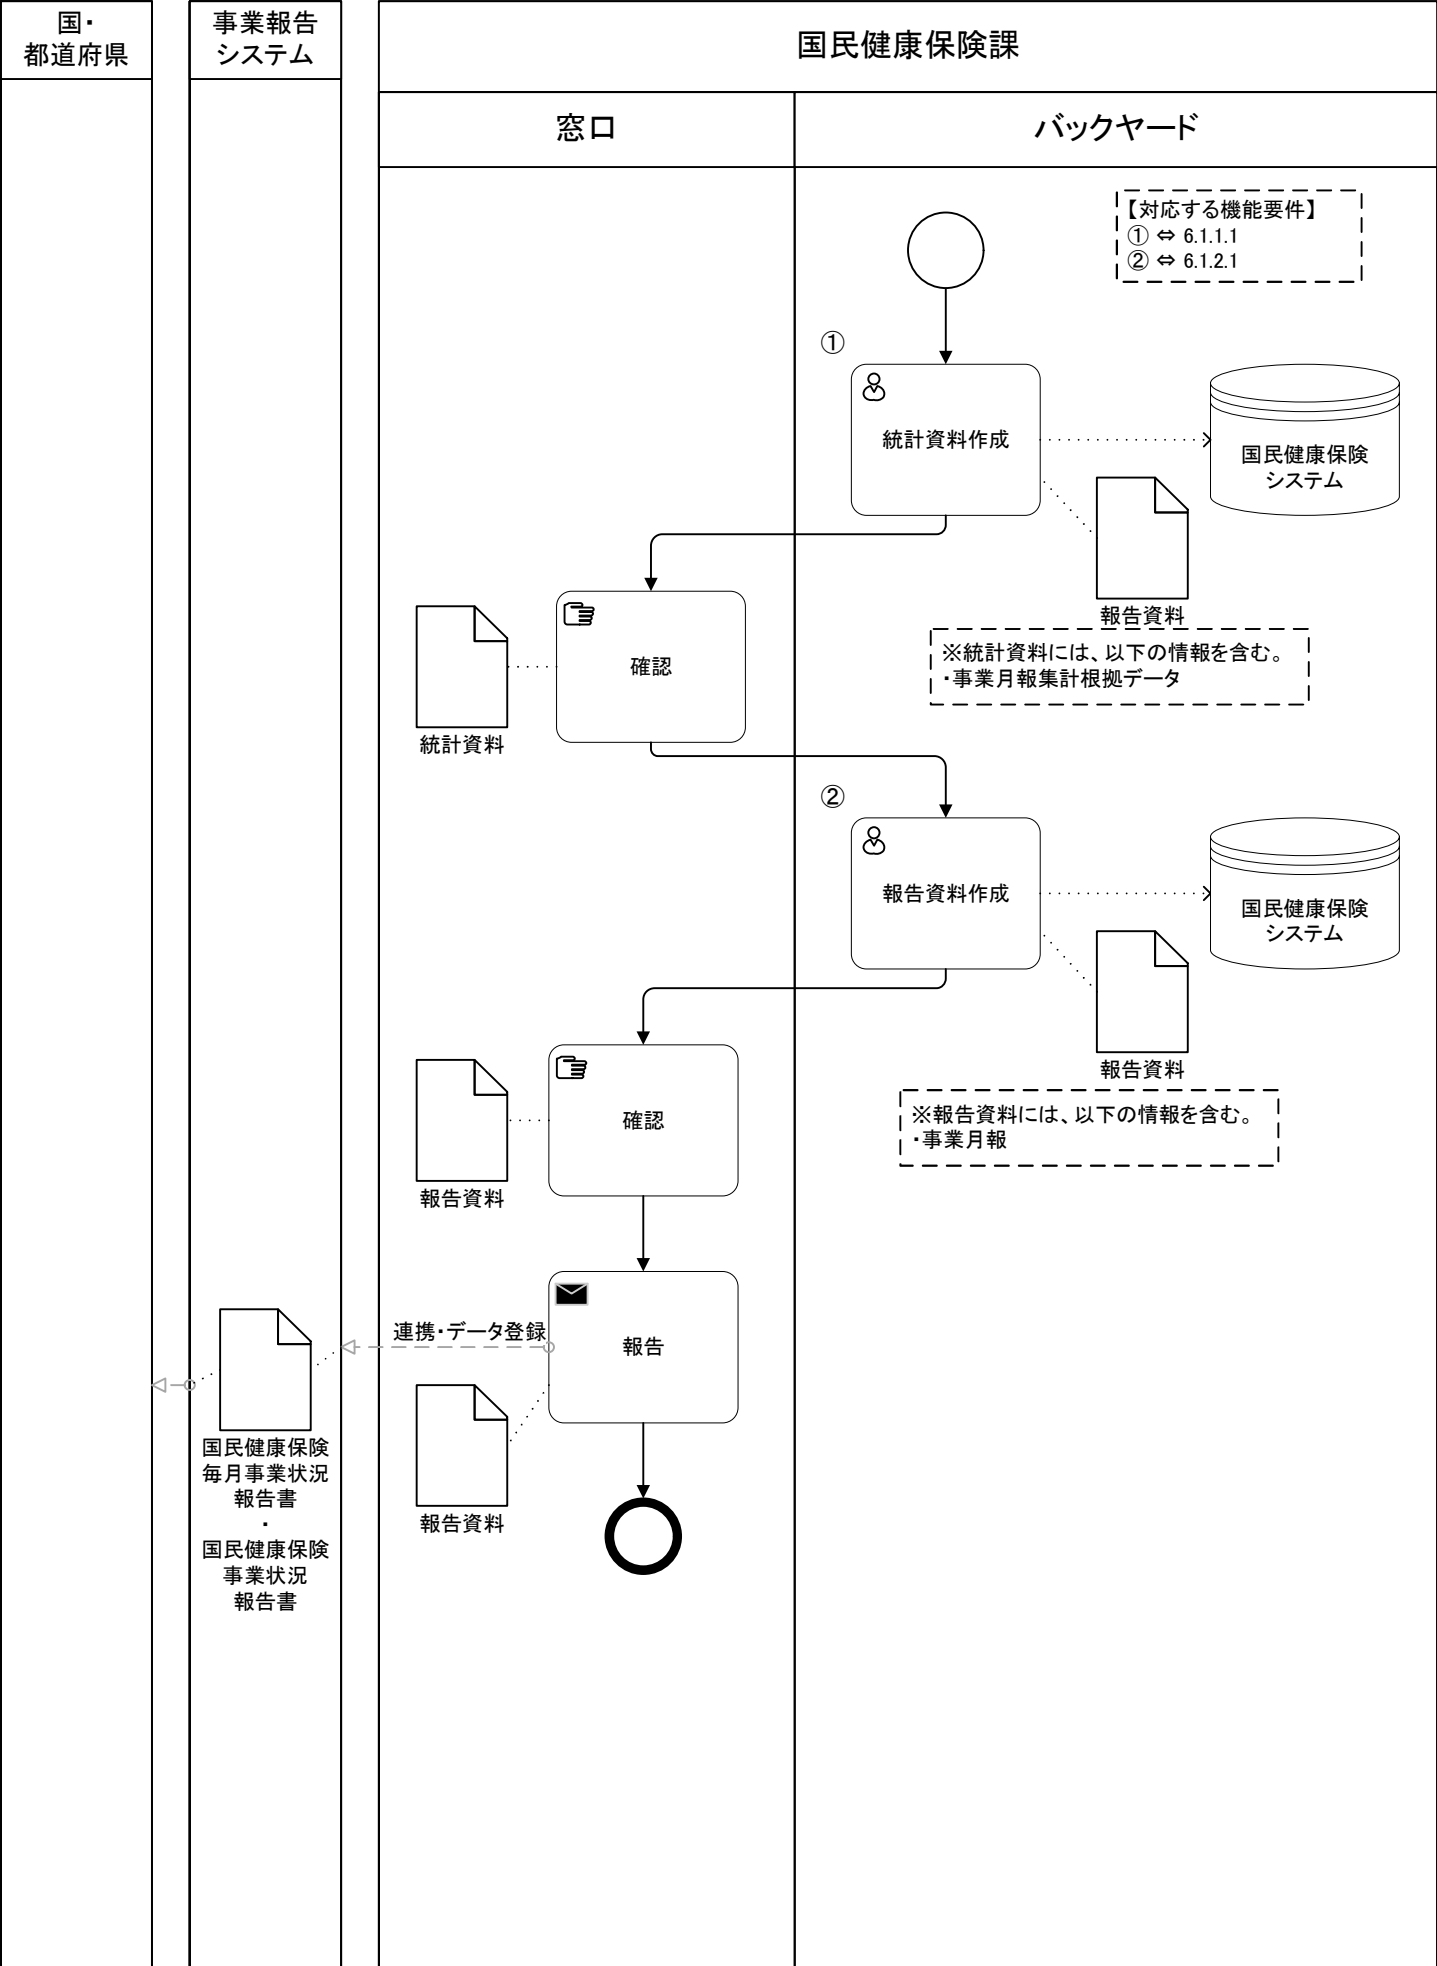 国・
都道府県
事業報告
システム
国民健康保険課
窓口
バックヤード
【対応する機能要件】
① ⇔ 6.1.1.1
② ⇔ 6.1.2.1
①
統計資料作成
国民健康保険
システム
報告資料
※統計資料には、以下の情報を含む。
・事業月報集計根拠データ
確認
統計資料
②
報告資料作成
国民健康保険
システム
報告資料
※報告資料には、以下の情報を含む。
・事業月報
確認
報告資料
連携・データ登録
報告
報告資料
国民健康保険
毎月事業状況
報告書
・
国民健康保険
事業状況
報告書